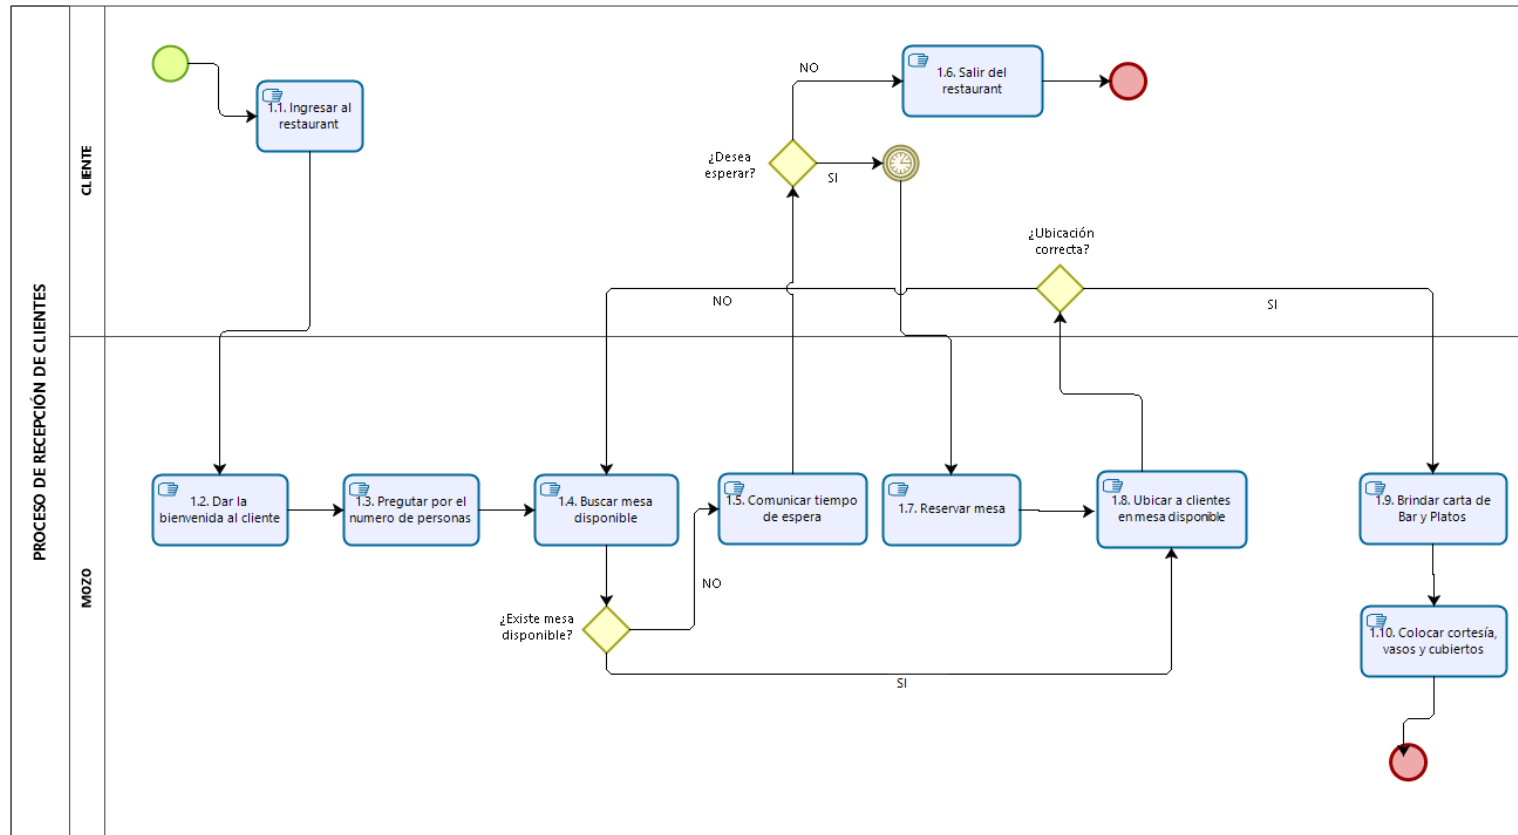 PROCESO DE RECEPCIÓN DE CLIENTES
CLIENTE
1.1. Ingresar al
restaurant
NO
1.6. Salir del
restaurant
¿Desea
esperar?
SI
¿Ubicación
correcta?
NO
SI
MOZO
1.2. Dar la
bienvenida al cliente
1.3. Pregutar por el
numero de personas
1.4. Buscar mesa
disponible
1.5. Comunicar tiempo
de espera
1.7. Reservar mesa
1.8. Ubicar a clientes
en mesa disponible
1.9. Brindar carta de
Bar y Platos
NO
¿Existe mesa
disponible?
SI
1.10. Colocar cortesía,
vasos y cubiertos